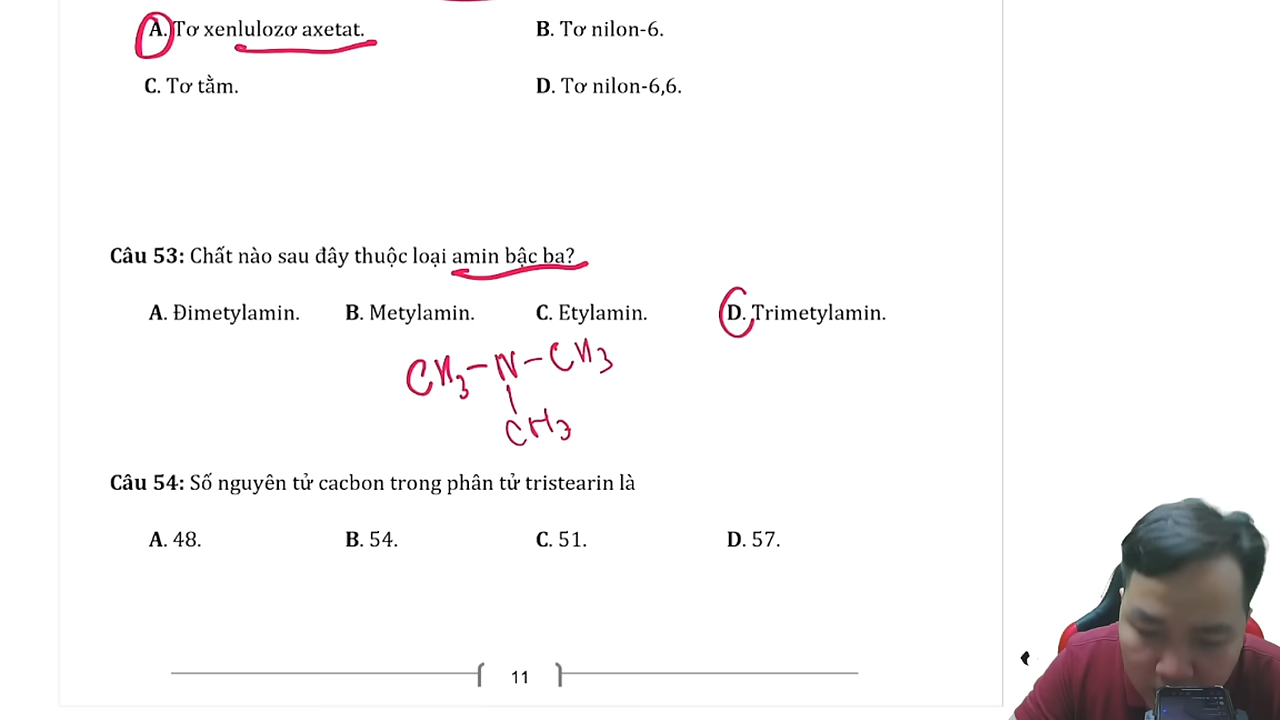 A. Tơ xenlulozơ axetat. B. Tơ nilon-6.
C. Tơ tằm. D. Tơ nilon-6,6.
Câu 53: Chất nào sau đây thuộc loại amin bậc ba?
A. Đimetylamin. B. Metylamin. C. Etylamin. D. Trimetylamin.
CH3-N-CH3
CH3
Câu 54: Số nguyên tử cacbon trong phân tử tristearin là
A. 48. B. 54. C. 51. D. 57.
11